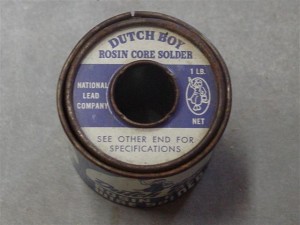 DUTCH BOY
ROSIN CORE SOLDER
NATIONAL
LEAD
COMPANY
1 LB.
NET
SEE OTHER END FOR
SPECIFICATIONS